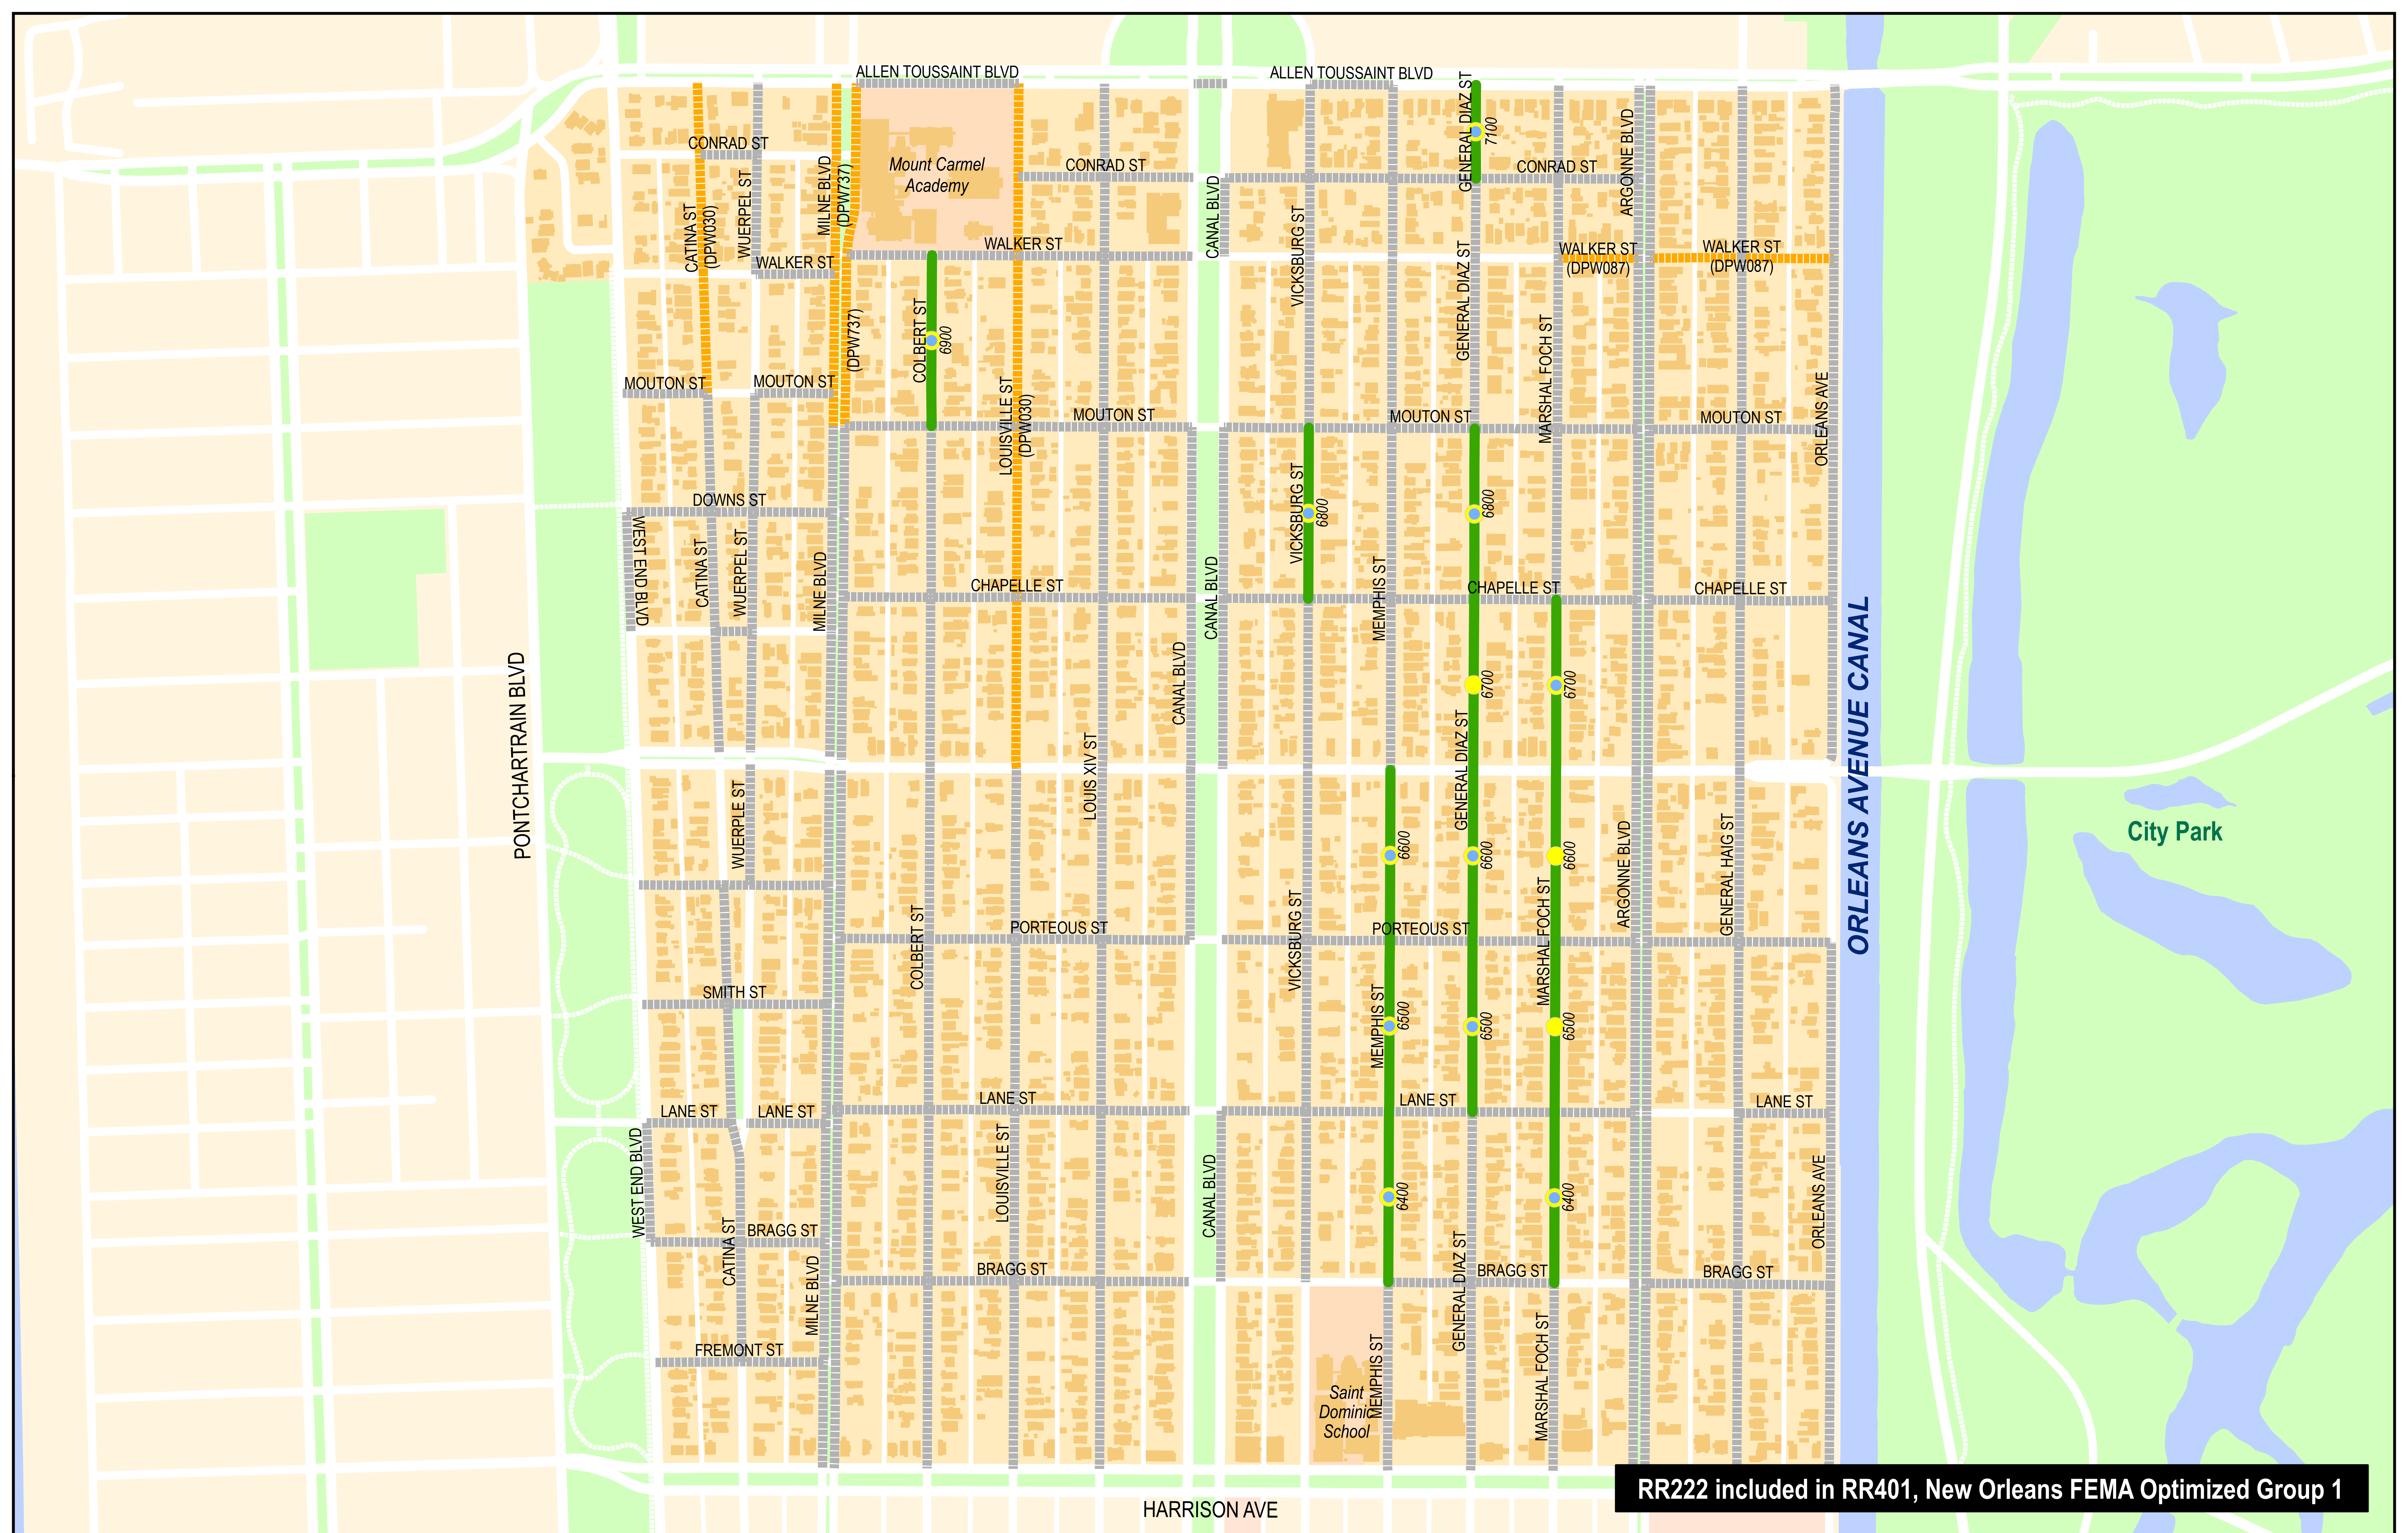 ALLEN TOUSSAINT BLVD
ALLEN TOUSSAINT BLVD
GENERAL DIAZ ST
7100
CONRAD ST
Mount Carmel
Academy
CONRAD ST
CONRAD ST
ARGONNE BLVD
CATINA ST
(DPW030)
WUERPEL ST
MILNE BLVD
(DPW737)
CANAL BLVD
VICKSBURG ST
WALKER ST
WALKER ST
GENERAL DIAZ ST
WALKER ST
(DPW087)
WALKER ST
(DPW087)
COLBERT ST
6900
(DPW737)
LOUISVILLE ST
(DPW030)
MARSHAL FOCH ST
ORLEANS AVE
MOUTON ST
MOUTON ST
MOUTON ST
MOUTON ST
MOUTON ST
VICKSBURG ST
6800
6800
DOWNS ST
WEST END BLVD
CATINA ST
WUERPEL ST
MILNE BLVD
CHAPELLE ST
CANAL BLVD
MEMPHIS ST
CHAPELLE ST
CHAPELLE ST
PONTCHARTRAIN BLVD
CANAL BLVD
6700
6700
ORLEANS AVENUE CANAL
LOUIS XIV ST
GENERAL DIAZ ST
WUERPLE ST
6600
6600
6600
ARGONNE BLVD
GENERAL HAIG ST
City Park
COLBERT ST
PORTEOUS ST
VICKSBURG ST
PORTEOUS ST
MARSHAL FOCH ST
SMITH ST
MEMPHIS ST
6500
6500
6500
LANE ST
LANE ST
LANE ST
LANE ST
LANE ST
WEST END BLVD
LOUISVILLE ST
CANAL BLVD
6400
6400
ORLEANS AVE
CATINA ST
BRAGG ST
MILNE BLVD
BRAGG ST
GENERAL DIAZ ST
BRAGG ST
BRAGG ST
FREMONT ST
MEMPHIS ST
MARSHAL FOCH ST
Saint
Dominic
School
HARRISON AVE
RR222 included in RR401, New Orleans FEMA Optimized Group 1